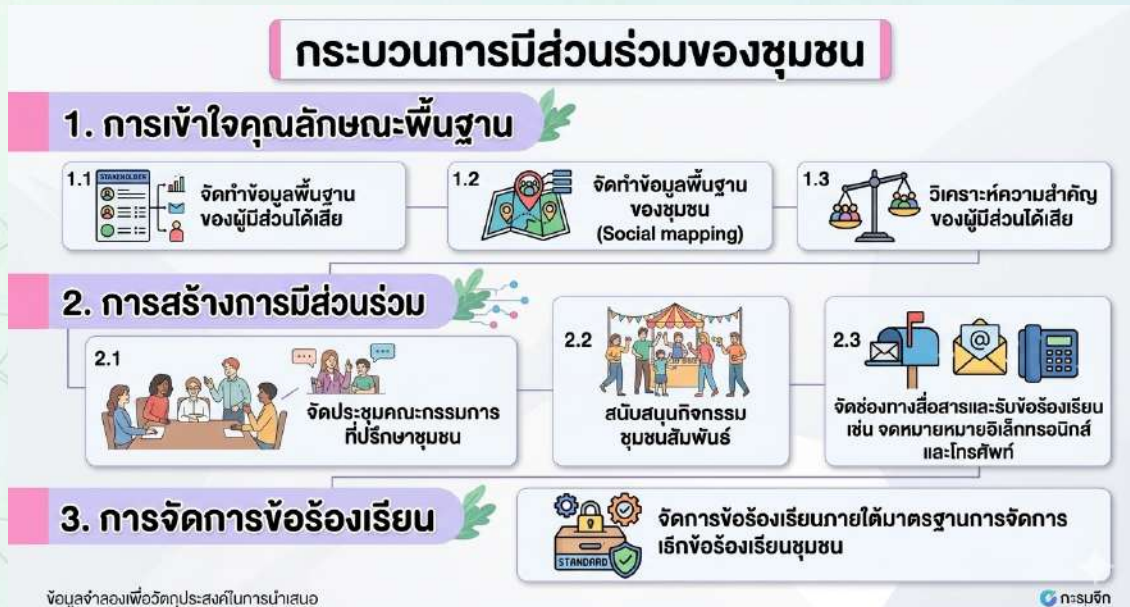 กระบวนการมีส่วนร่วมของชุมชน
1. การเข้าใจคุณลักษณะพื้นฐาน
1.1
STAKEHOLDER
จัดทำข้อมูลพื้นฐาน
ของผู้มีส่วนได้เสีย
1.2
จัดทำข้อมูลพื้นฐาน
ของชุมชน
(Social mapping)
1.3
วิเคราะห์ความสำคัญ
ของผู้มีส่วนได้เสีย
2. การสร้างการมีส่วนร่วม
2.1
จัดประชุมคณะกรรมการ
ที่ปรึกษาชุมชน
2.2
สนับสนุนกิจกรรม
ชุมชนสัมพันธ์
2.3
@
จัดช่องทางสื่อสารและรับข้อร้องเรียน
เช่น จดหมายหมายอิเล็กทรอนิกส์
และโทรศัพท์
3. การจัดการข้อร้องเรียน
STANDARD
จัดการข้อร้องเรียนภายใต้มาตรฐานการจัดการ
เธิกข้อร้องเรียนชุมชน
ข้อมูลจำลองเพื่อวัตถุประสงค์ในการนำเสนอ
กะรมจึก